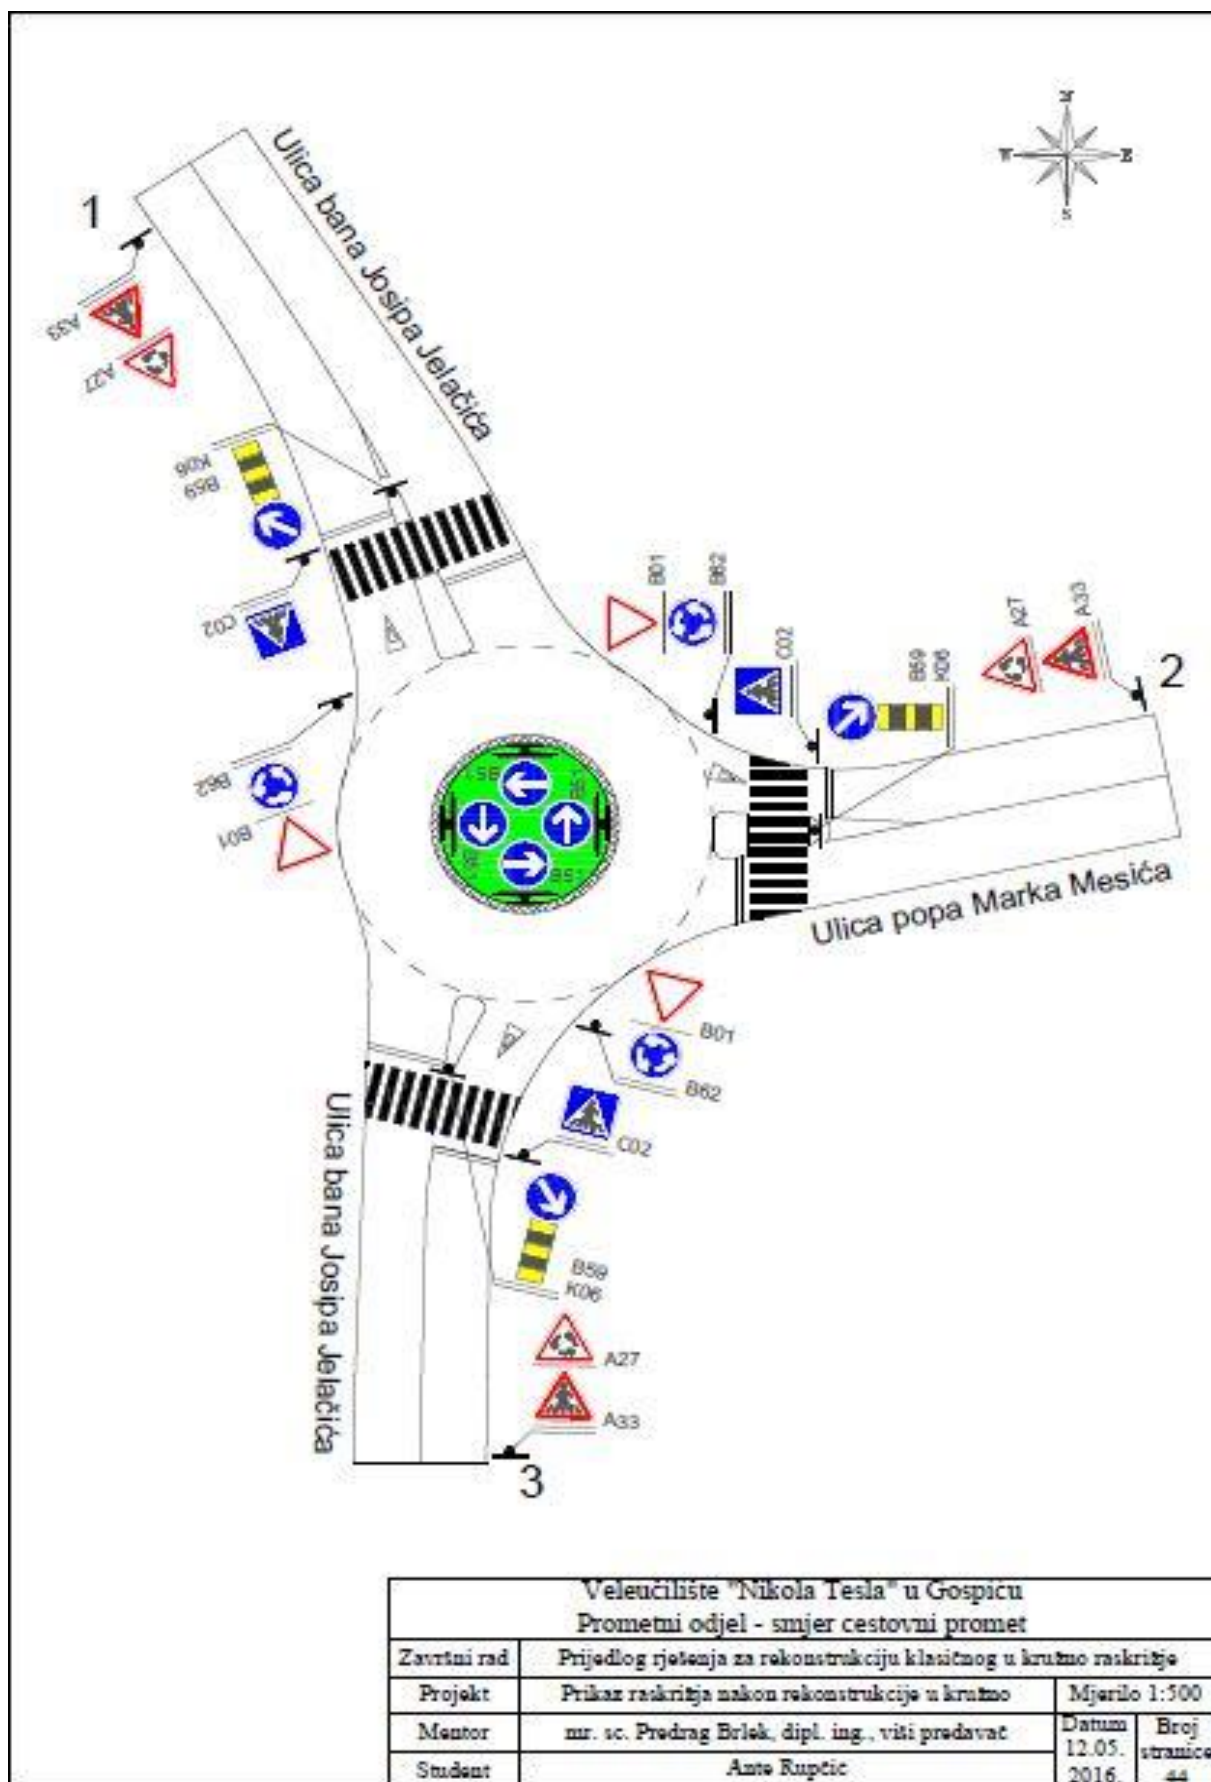 N
W E
S
1
Ulica bana Josipa Jelačića
A33
A27
K06
B59
C02
B62
B01
B01
B62
C02
B59
K06
A27
A33
2
Ulica popa Marka Mesića
B51
B51
B51
B51
B01
B62
C02
B59
K06
A27
A33
3
Ulica bana Josipa Jelačića
Veleučilište "Nikola Tesla" u Gospiću
Prometni odjel - smjer cestovni promet
Završni rad Prijedlog rješenja za rekonstrukciju klasičnog u kružno raskrižje
Projekt Prikaz raskrižja nakon rekonstrukcije u kružno Mjerilo 1:500
Mentor mr. sc. Predrag Brlek, dipl. ing., viši predavač
Student Ante Rupčić
Datum
12.05.
2016.
Broj
stranice
44